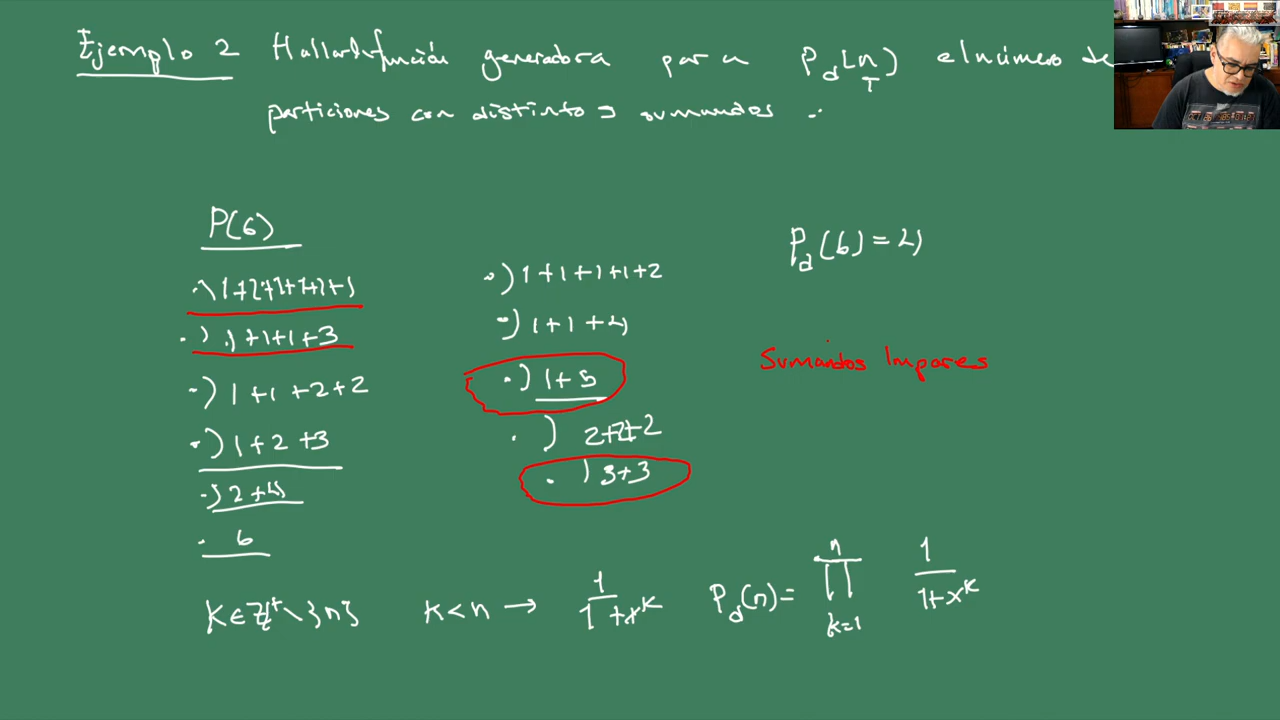 Ejemplo 2 Hallar la función generadora para P_d(n) el número de
particiones con distintos sumandos .
P(6)
·) 1+1+1+1+1+1
·) 1+1+1+3
·) 1+1+2+2
·) 1+2+3
·) 2+4
· 6
·) 1+1+1+1+2
·) 1+1+4
·) 1+5
·) 2+2+2
·) 3+3
P_d(6) = 4
Sumandos Impares
K ∈ Z⁺ \ {n} K < n → 1/(1+x^k) P_d(n) = ∏_{k=1}^{n} 1/(1+x^k)